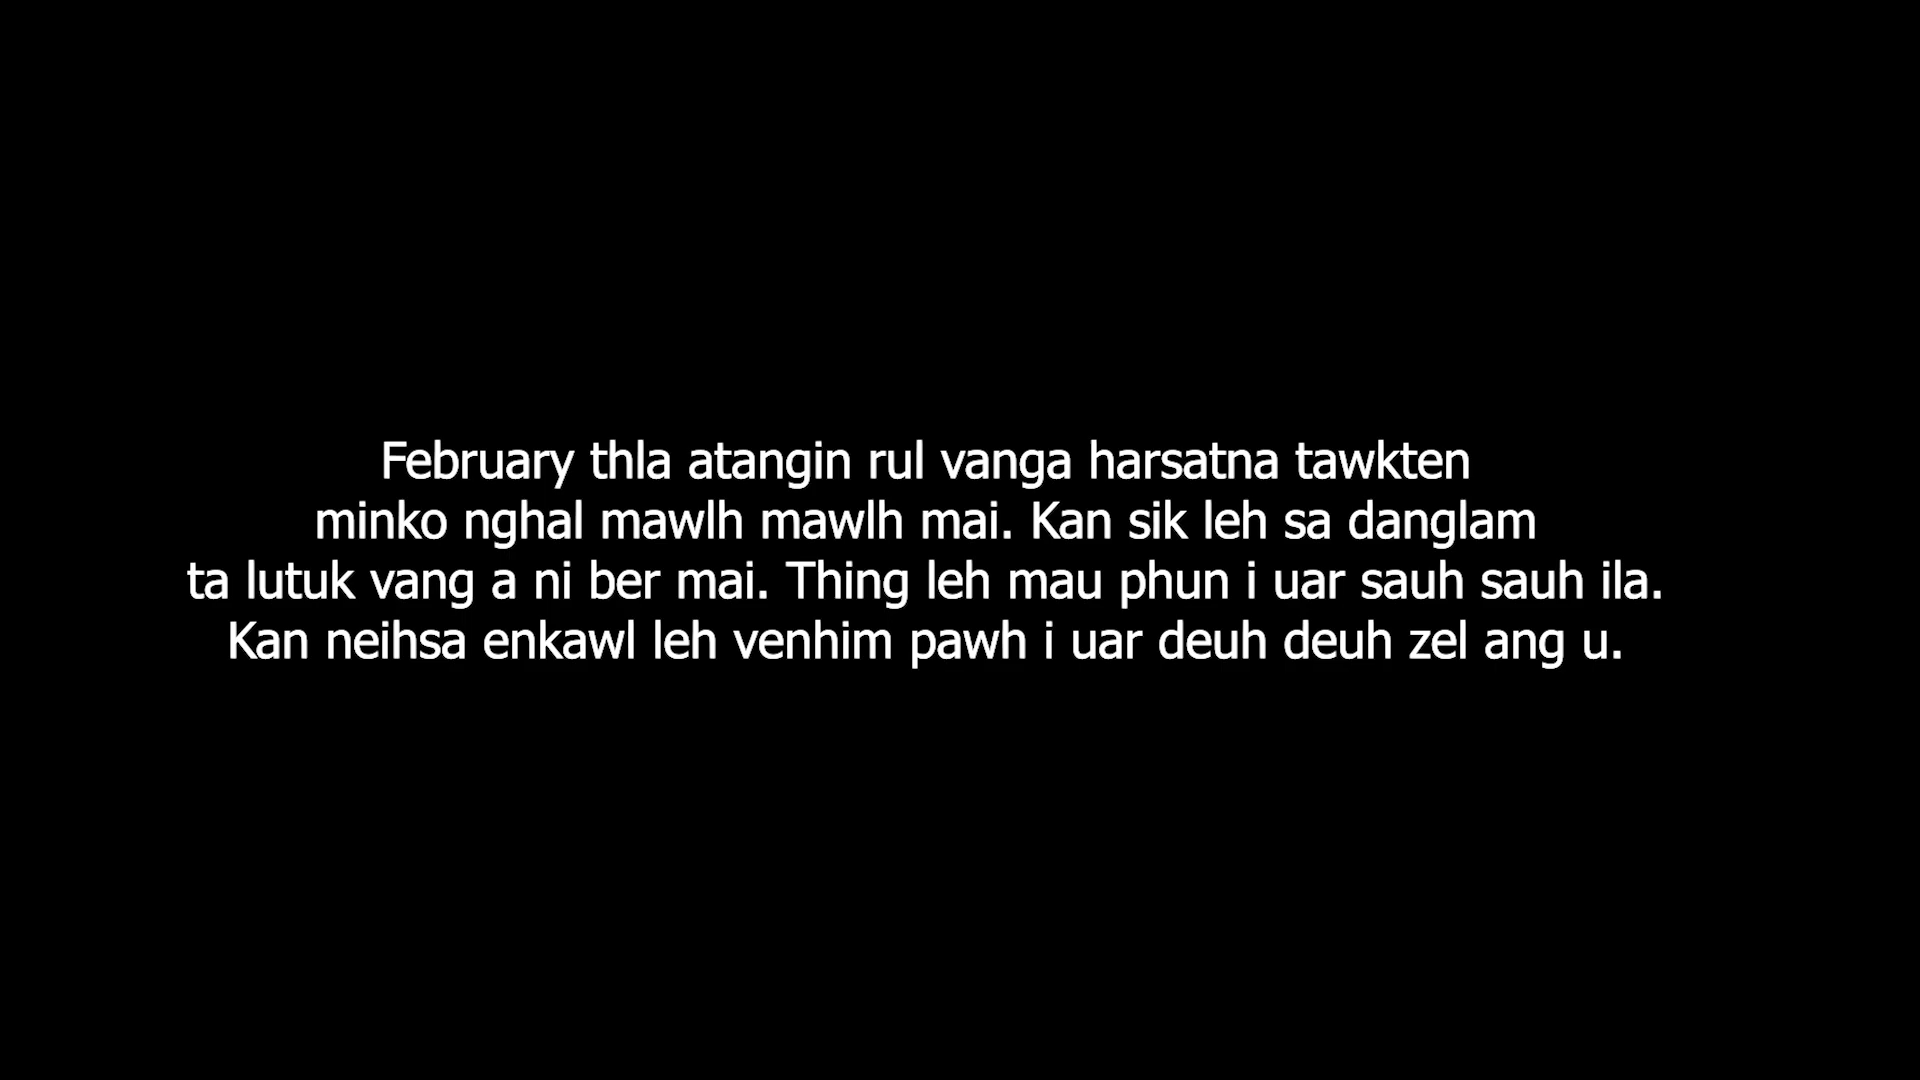 February thla atangin rul vanga harsatna tawkten
minko nghal mawlh mawlh mai. Kan sik leh sa danglam
ta lutuk vang a ni ber mai. Thing leh mau phun i uar sauh sauh ila.
Kan neihsa enkawl leh venhim pawh i uar deuh deuh zel ang u.